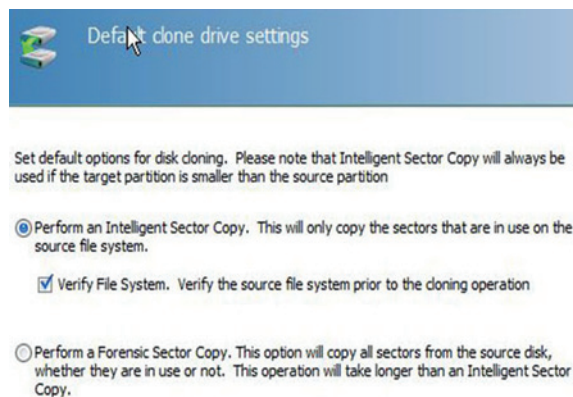 Default clone drive settings
Set default options for disk cloning. Please note that Intelligent Sector Copy will always be
used if the target partition is smaller than the source partition
Perform an Intelligent Sector Copy. This will only copy the sectors that are in use on the
source file system.
Verify File System. Verify the source file system prior to the cloning operation
Perform a Forensic Sector Copy. This option will copy all sectors from the source disk,
whether they are in use or not. This operation will take longer than an Intelligent Sector
Copy.